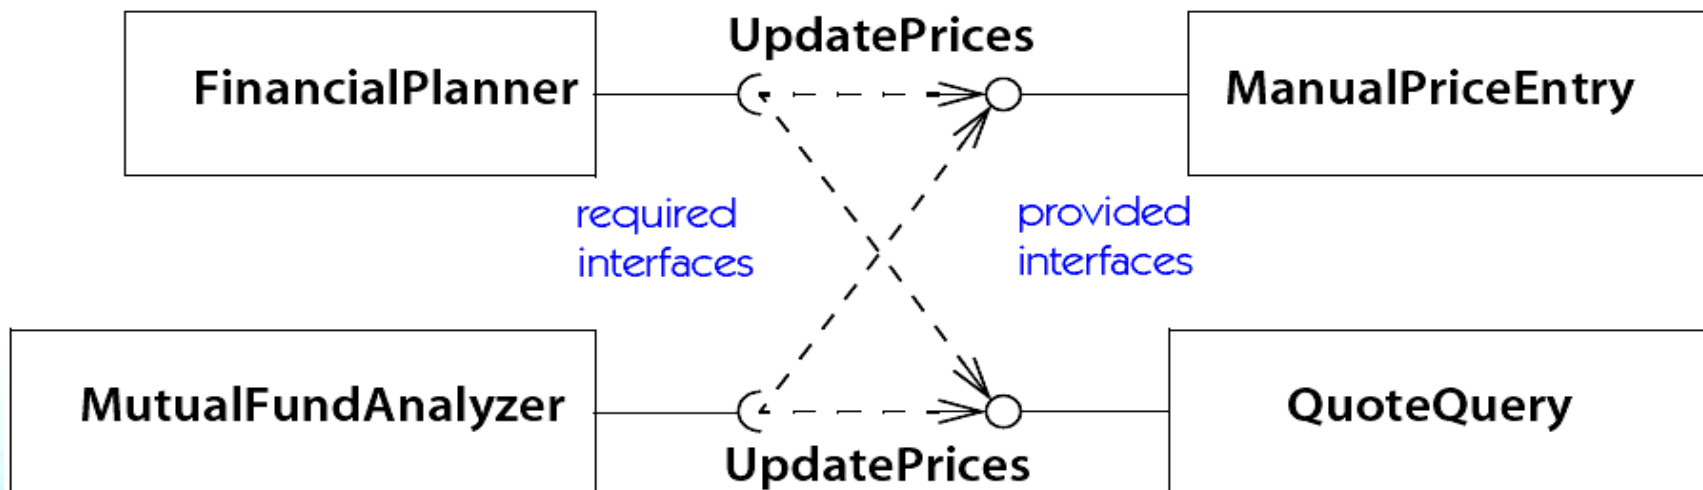 UpdatePrices
FinancialPlanner
ManualPriceEntry
required
interfaces
provided
interfaces
MutualFundAnalyzer
QuoteQuery
UpdatePrices